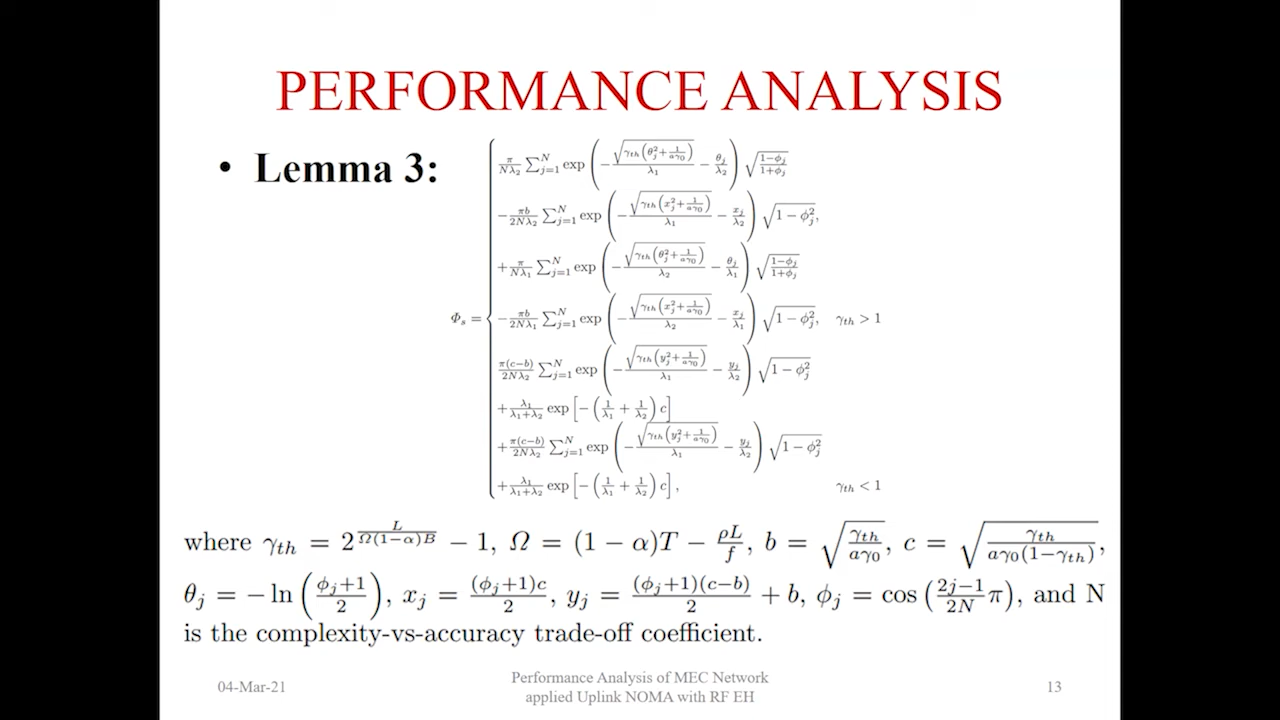 PERFORMANCE ANALYSIS
• Lemma 3:
Φ_s = { π/(Nλ₂) ∑_{j=1}^{N} exp( −√(γ_th(θ_j² + 1/(aγ₀)))/λ₁ − θ_j/λ₂ ) √((1−ϕ_j)/(1+ϕ_j))
− πb/(2Nλ₂) ∑_{j=1}^{N} exp( −√(γ_th(x_j² + 1/(aγ₀)))/λ₁ − x_j/λ₂ ) √(1−ϕ_j²),
+ π/(Nλ₁) ∑_{j=1}^{N} exp( −√(γ_th(θ_j² + 1/(aγ₀)))/λ₂ − θ_j/λ₁ ) √((1−ϕ_j)/(1+ϕ_j))
− πb/(2Nλ₁) ∑_{j=1}^{N} exp( −√(γ_th(x_j² + 1/(aγ₀)))/λ₂ − x_j/λ₁ ) √(1−ϕ_j²), γ_th > 1
π(c−b)/(2Nλ₂) ∑_{j=1}^{N} exp( −√(γ_th(y_j² + 1/(aγ₀)))/λ₁ − y_j/λ₂ ) √(1−ϕ_j²)
+ λ₁/(λ₁+λ₂) exp[ −(1/λ₁ + 1/λ₂) c ]
+ π(c−b)/(2Nλ₂) ∑_{j=1}^{N} exp( −√(γ_th(y_j² + 1/(aγ₀)))/λ₁ − y_j/λ₂ ) √(1−ϕ_j²)
+ λ₁/(λ₁+λ₂) exp[ −(1/λ₁ + 1/λ₂) c ], γ_th < 1
where γ_th = 2^{L/(Ω(1−α)B)} − 1, Ω = (1 − α)T − ρL/f, b = √(γ_th/(aγ₀)), c = √(γ_th/(aγ₀(1−γ_th))),
θ_j = − ln((ϕ_j+1)/2), x_j = (ϕ_j+1)c/2, y_j = (ϕ_j+1)(c−b)/2 + b, ϕ_j = cos((2j−1)/(2N) π), and N
is the complexity-vs-accuracy trade-off coefficient.
04-Mar-21
Performance Analysis of MEC Network
applied Uplink NOMA with RF EH
13